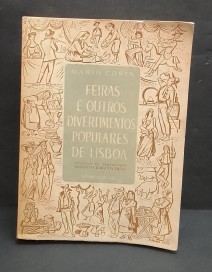 MARIO COSTA
FEIRAS
E OUTROS
DIVERTIMENTOS
POPULARES
DE LISBOA